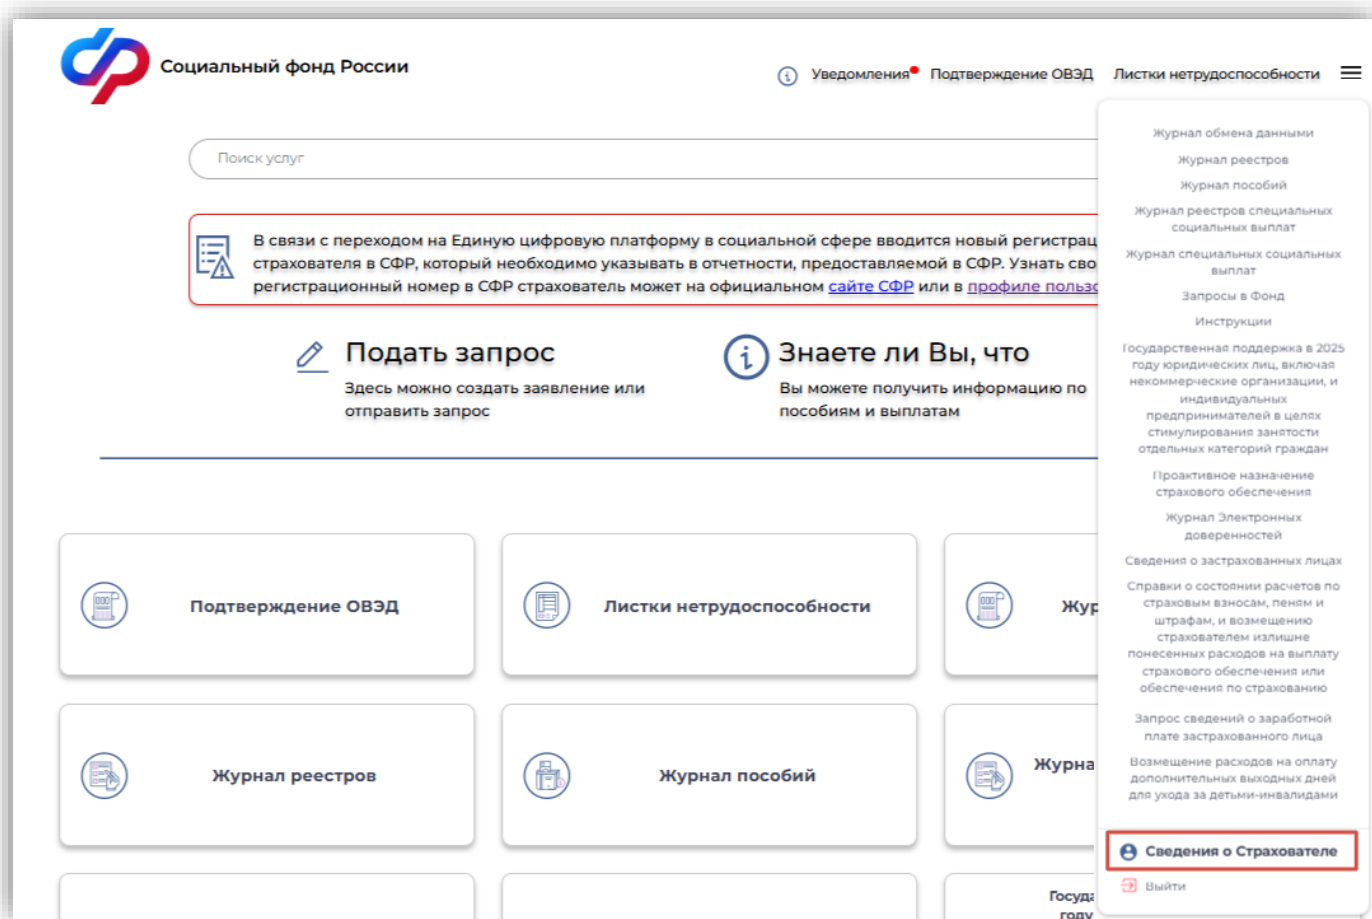 Социальный фонд России
Уведомления
Подтверждение ОВЭД
Листки нетрудоспособности
Поиск услуг
В связи с переходом на Единую цифровую платформу в социальной сфере вводится новый регистрац
страхователя в СФР, который необходимо указывать в отчетности, предоставляемой в СФР. Узнать сво
регистрационный номер в СФР страхователь может на официальном сайте СФР или в профиле пользо
Подать запрос
Здесь можно создать заявление или
отправить запрос
Знаете ли Вы, что
Вы можете получить информацию по
пособиям и выплатам
Подтверждение ОВЭД
Листки нетрудоспособности
Жур
Журнал реестров
Журнал пособий
Журна
Госуда
году
Журнал обмена данными
Журнал реестров
Журнал пособий
Журнал реестров специальных
социальных выплат
Журнал специальных социальных
выплат
Запросы в Фонд
Инструкции
Государственная поддержка в 2025
году юридических лиц, включая
некоммерческие организации, и
индивидуальных
предпринимателей в целях
стимулирования занятости
отдельных категорий граждан
Проактивное назначение
страхового обеспечения
Журнал Электронных
доверенностей
Сведения о застрахованных лицах
Справки о состоянии расчетов по
страховым взносам, пеням и
штрафам, и возмещению
страхователем излишне
понесенных расходов на выплату
страхового обеспечения или
обеспечения по страхованию
Запрос сведений о заработной
плате застрахованного лица
Возмещение расходов на оплату
дополнительных выходных дней
для ухода за детьми-инвалидами
Сведения о Страхователе
Выйти